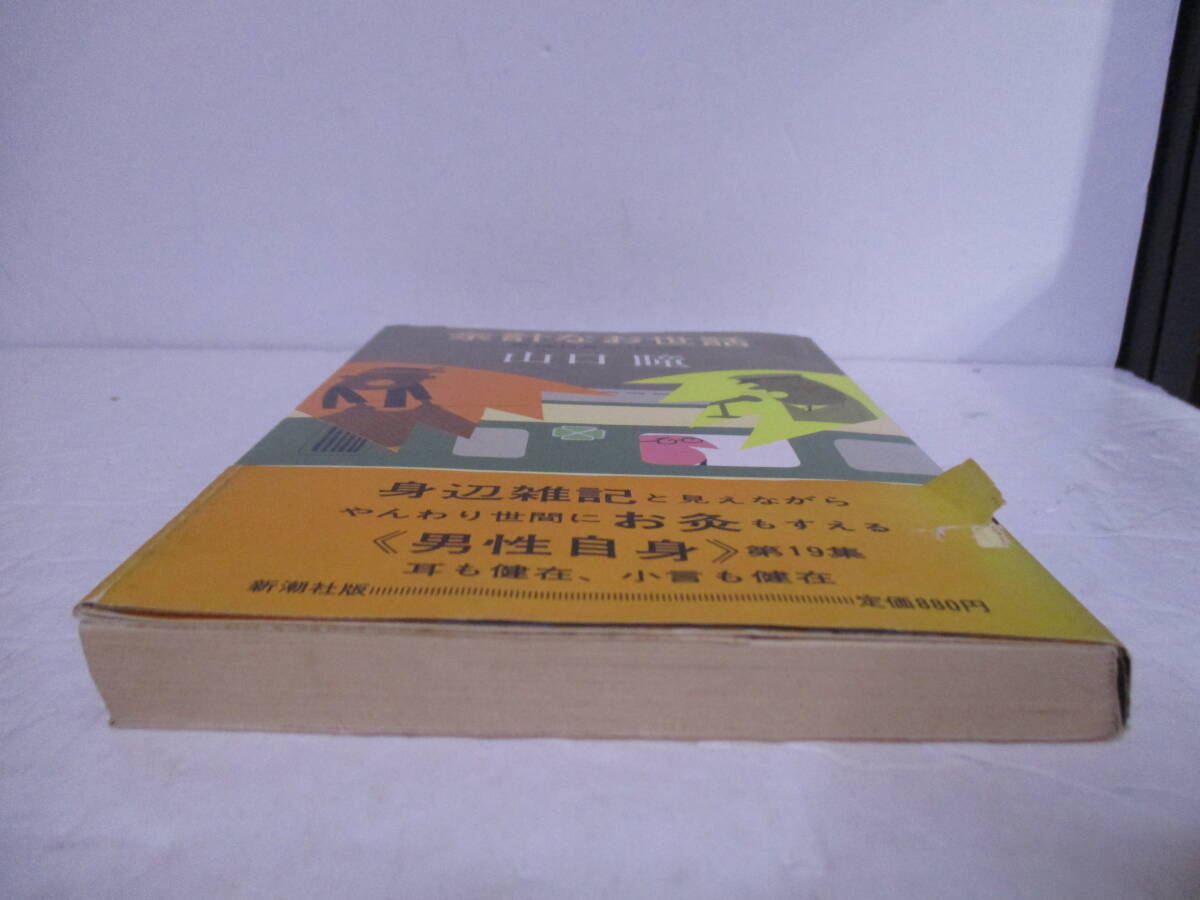 余計なお世話
山口瞳
身辺雑記と見えながら
やんわり世間にお灸もすえる
《男性自身》第19集
耳も健在、小言も健在
新潮社版 定価880円